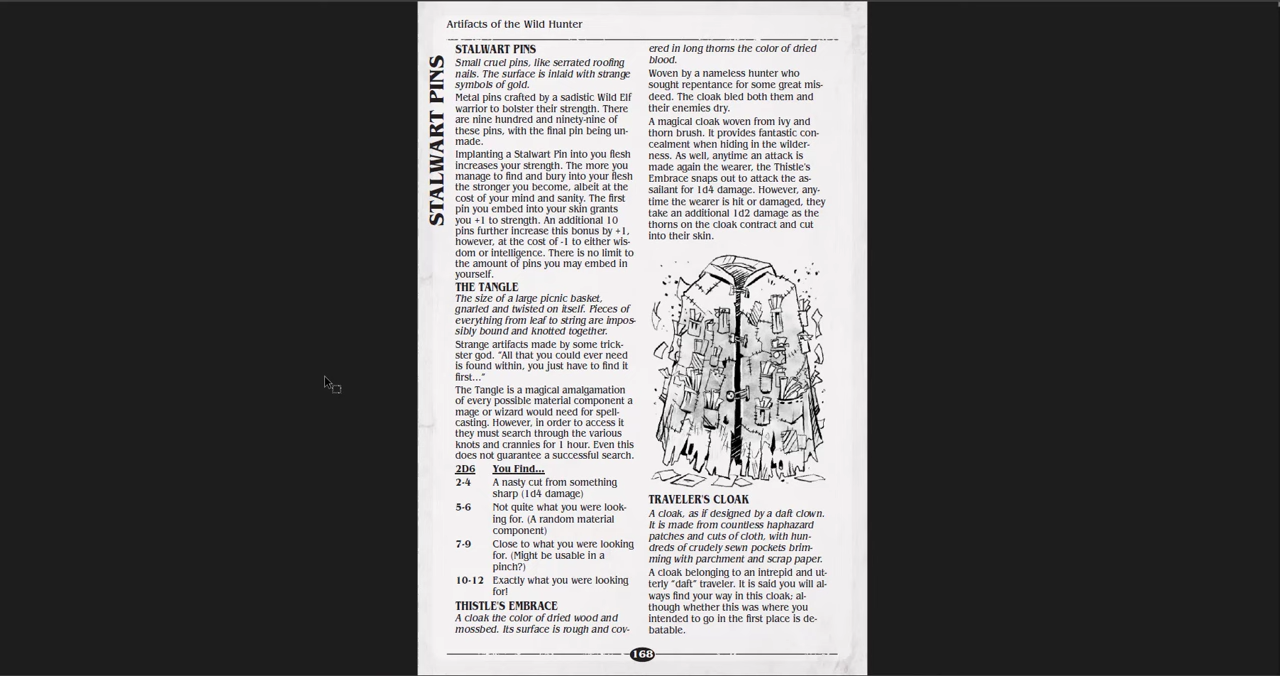 Artifacts of the Wild Hunter
STALWART PINS
STALWART PINS
Small cruel pins, like serrated roofing
nails. The surface is inlaid with strange
symbols of gold.
Metal pins crafted by a sadistic Wild Elf
warrior to bolster their strength. There
are nine hundred and ninety-nine of
these pins, with the final pin being un-
made.
Implanting a Stalwart Pin into you flesh
increases your strength. The more you
manage to find and bury into your flesh
the stronger you become, albeit at the
cost of your mind and sanity. The first
pin you embed into your skin grants
you +1 to strength. An additional 10
pins further increase this bonus by +1,
however, at the cost of -1 to either wis-
dom or intelligence. There is no limit to
the amount of pins you may embed in
yourself.
THE TANGLE
The size of a large picnic basket,
gnarled and twisted on itself. Pieces of
everything from leaf to string are impos-
sibly bound and knotted together.
Strange artifacts made by some trick-
ster god. "All that you could ever need
is found within, you just have to find it
first..."
The Tangle is a magical amalgamation
of every possible material component a
mage or wizard would need for spell-
casting. However, in order to access it
they must search through the various
knots and crannies for 1 hour. Even this
does not guarantee a successful search.
2D6 You Find...
2-4 A nasty cut from something
sharp (1d4 damage)
5-6 Not quite what you were look-
ing for. (A random material
component)
7-9 Close to what you were looking
for. (Might be usable in a
pinch?)
10-12 Exactly what you were looking
for!
THISTLE'S EMBRACE
A cloak the color of dried wood and
mossbed. Its surface is rough and cov-
ered in long thorns the color of dried
blood.
Woven by a nameless hunter who
sought repentance for some great mis-
deed. The cloak bled both them and
their enemies dry.
A magical cloak woven from ivy and
thorn brush. It provides fantastic con-
cealment when hiding in the wilder-
ness. As well, anytime an attack is
made again the wearer, the Thistle's
Embrace snaps out to attack the as-
sailant for 1d4 damage. However, any-
time the wearer is hit or damaged, they
take an additional 1d2 damage as the
thorns on the cloak contract and cut
into their skin.
TRAVELER'S CLOAK
A cloak, as if designed by a daft clown.
It is made from countless haphazard
patches and cuts of cloth, with hun-
dreds of crudely sewn pockets brim-
ming with parchment and scrap paper.
A cloak belonging to an intrepid and ut-
terly "daft" traveler. It is said you will al-
ways find your way in this cloak; al-
though whether this was where you
intended to go in the first place is de-
batable.
168